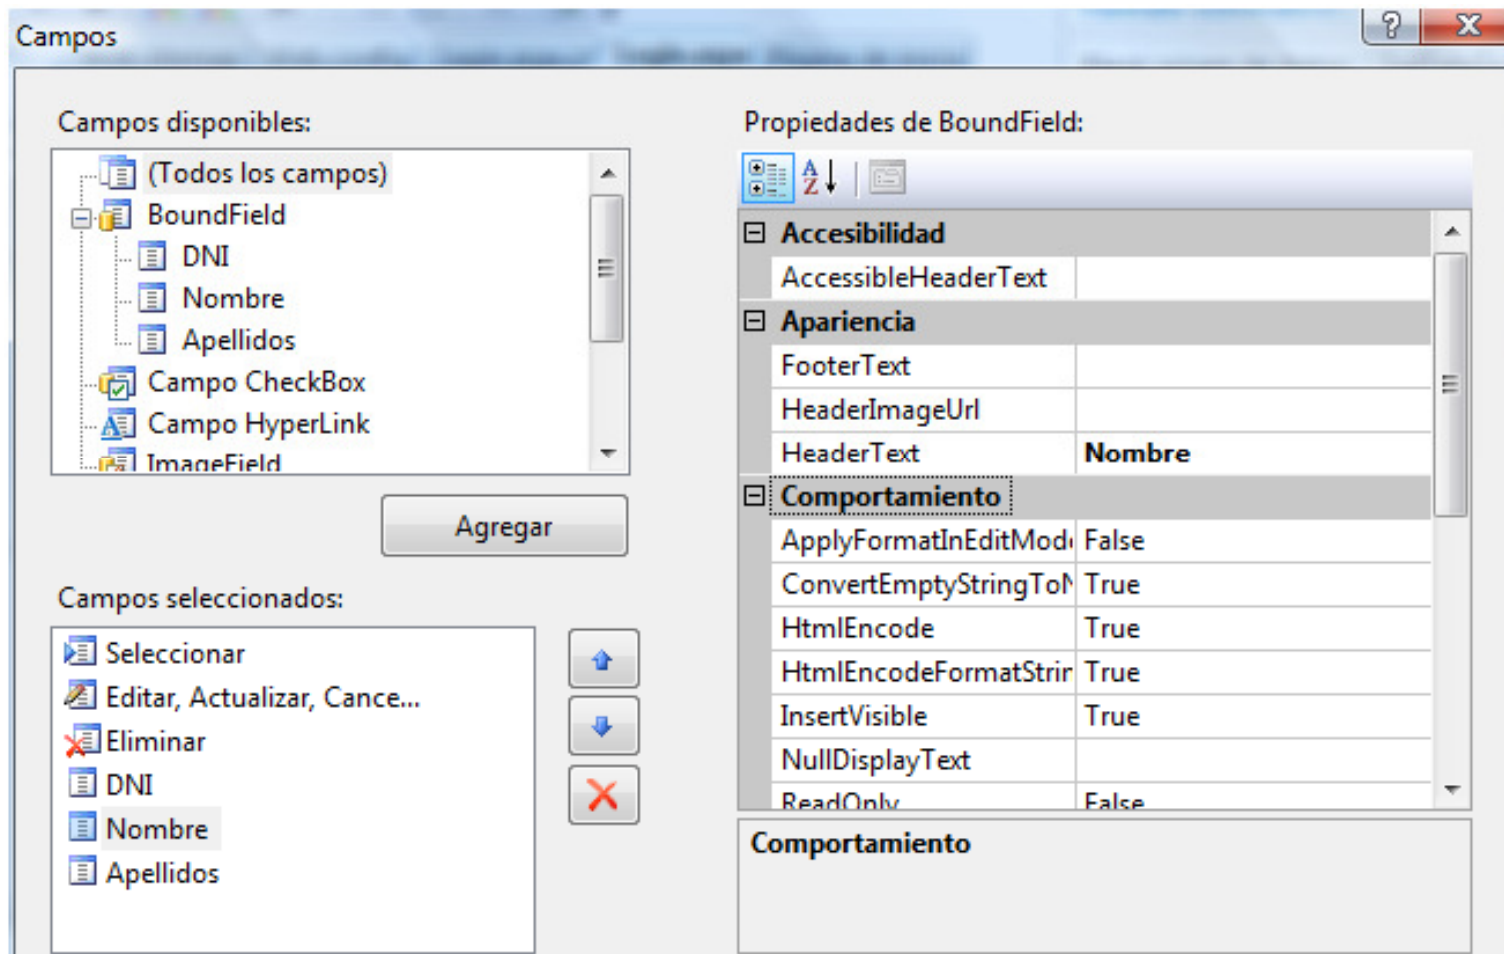 Campos
Campos disponibles:
(Todos los campos)
BoundField
DNI
Nombre
Apellidos
Campo CheckBox
Campo HyperLink
ImageField
Agregar
Campos seleccionados:
Seleccionar
Editar, Actualizar, Cance...
Eliminar
DNI
Nombre
Apellidos
Propiedades de BoundField:
Accesibilidad
AccessibleHeaderText
Apariencia
FooterText
HeaderImageUrl
HeaderText Nombre
Comportamiento
ApplyFormatInEditMod False
ConvertEmptyStringToN True
HtmlEncode True
HtmlEncodeFormatStrin True
InsertVisible True
NullDisplayText
ReadOnly False
Comportamiento